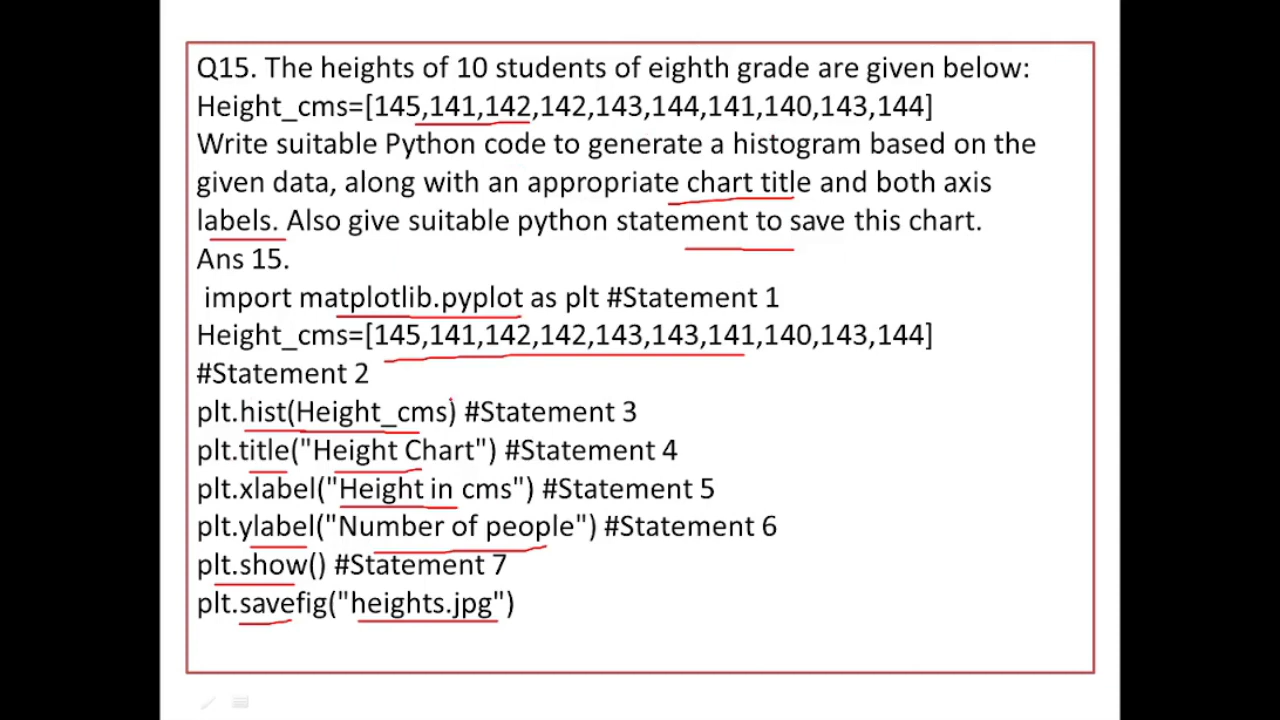 Q15. The heights of 10 students of eighth grade are given below:
Height_cms=[145,141,142,142,143,144,141,140,143,144]
Write suitable Python code to generate a histogram based on the
given data, along with an appropriate chart title and both axis
labels. Also give suitable python statement to save this chart.
Ans 15.
import matplotlib.pyplot as plt #Statement 1
Height_cms=[145,141,142,142,143,143,141,140,143,144]
#Statement 2
plt.hist(Height_cms) #Statement 3
plt.title("Height Chart") #Statement 4
plt.xlabel("Height in cms") #Statement 5
plt.ylabel("Number of people") #Statement 6
plt.show() #Statement 7
plt.savefig("heights.jpg")